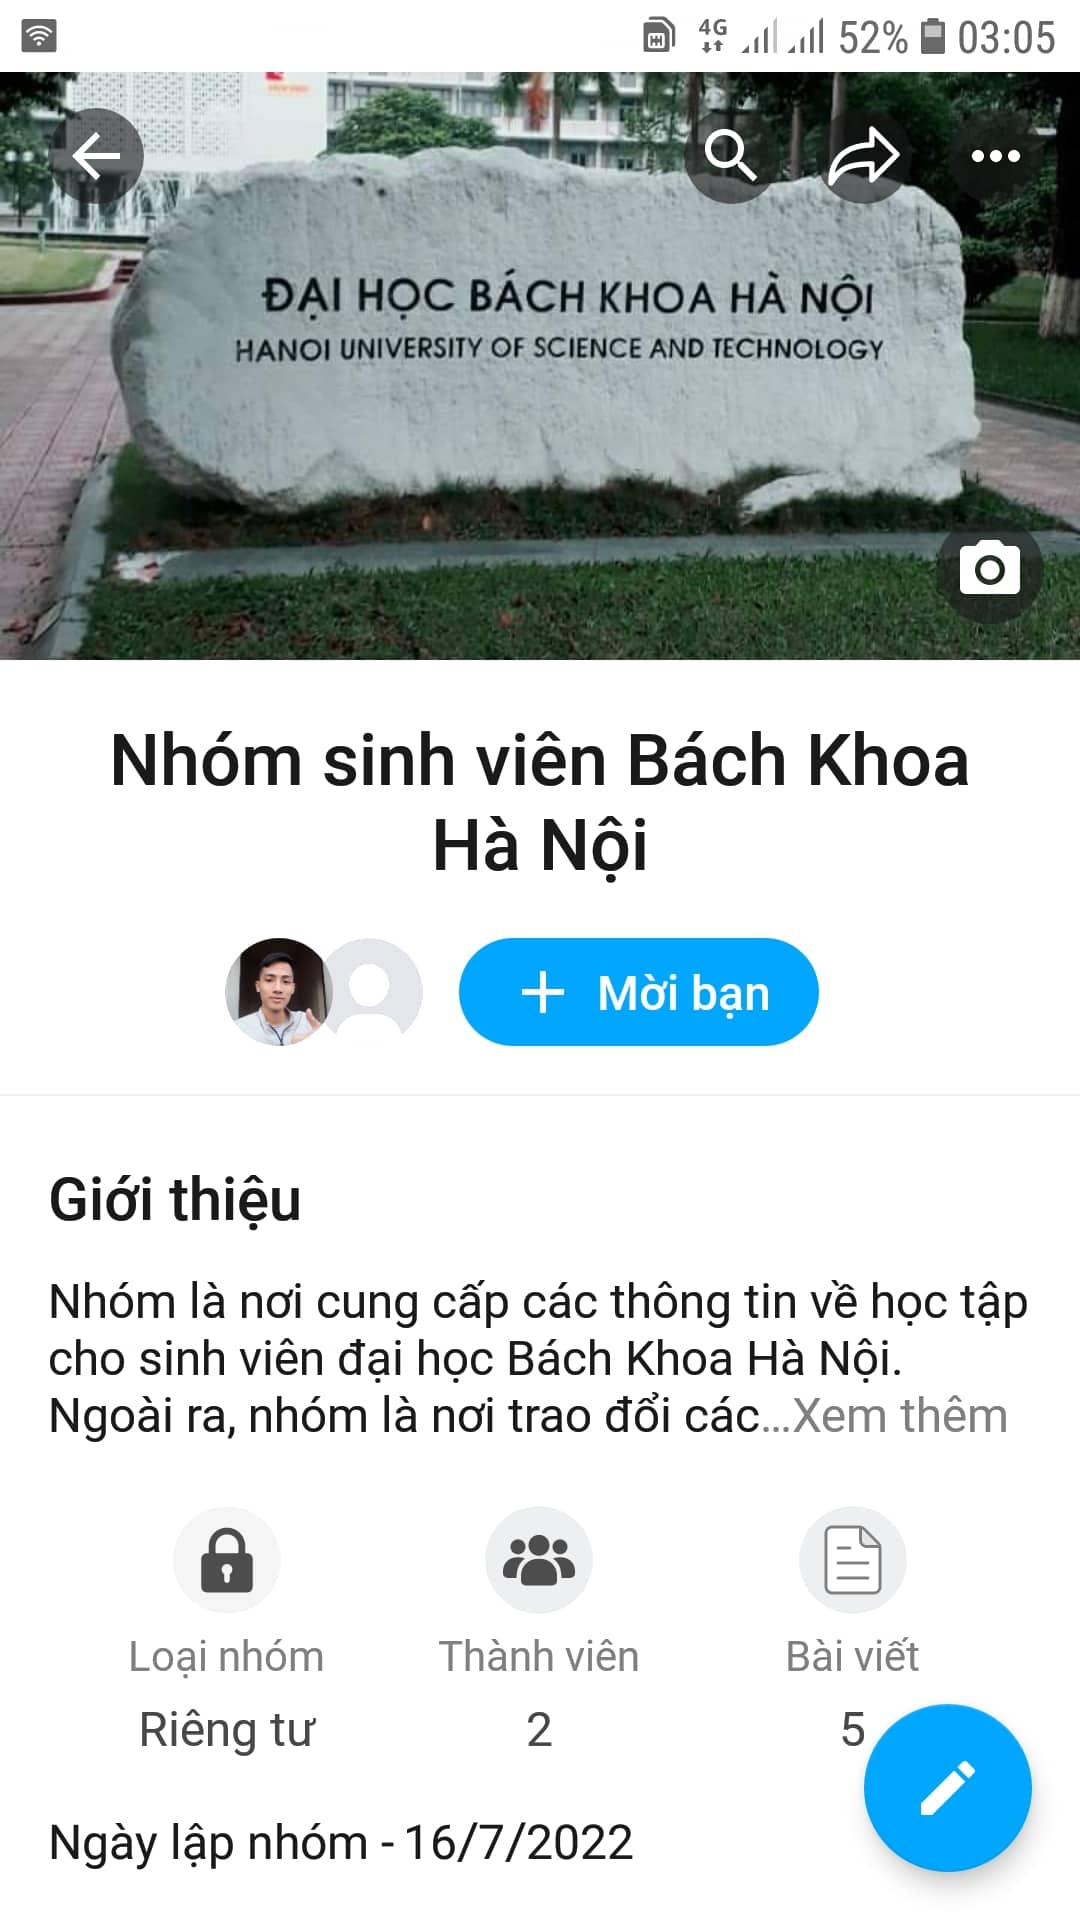 4G
52%
03:05
ĐẠI HỌC BÁCH KHOA HÀ NỘI
HANOI UNIVERSITY OF SCIENCE AND TECHNOLOGY
Nhóm sinh viên Bách Khoa
Hà Nội
+ Mời bạn
Giới thiệu
Nhóm là nơi cung cấp các thông tin về học tập
cho sinh viên đại học Bách Khoa Hà Nội.
Ngoài ra, nhóm là nơi trao đổi các...Xem thêm
Loại nhóm
Thành viên
Bài viết
Riêng tư
2
5
Ngày lập nhóm - 16/7/2022